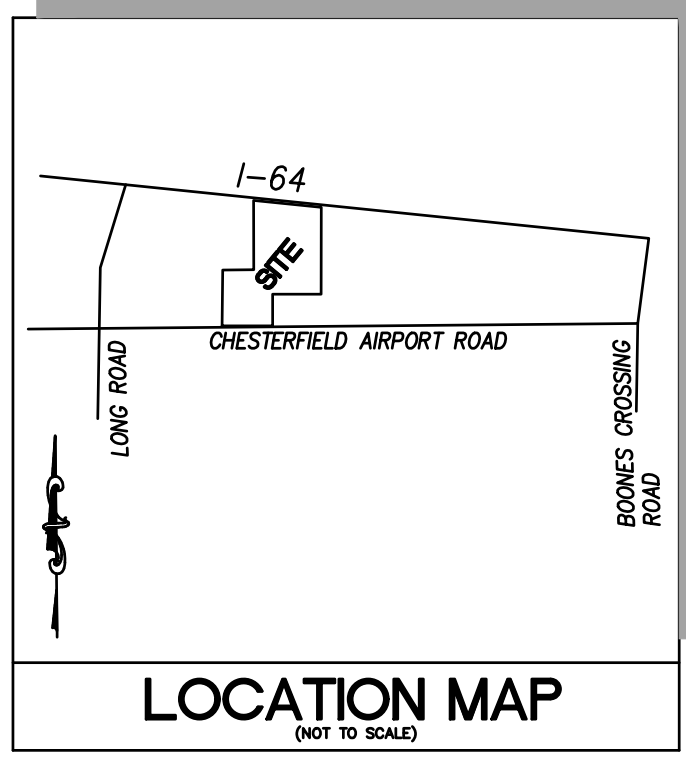 I-64
SITE
CHESTERFIELD AIRPORT ROAD
LONG ROAD
BOONES CROSSING
ROAD
LOCATION MAP
(NOT TO SCALE)